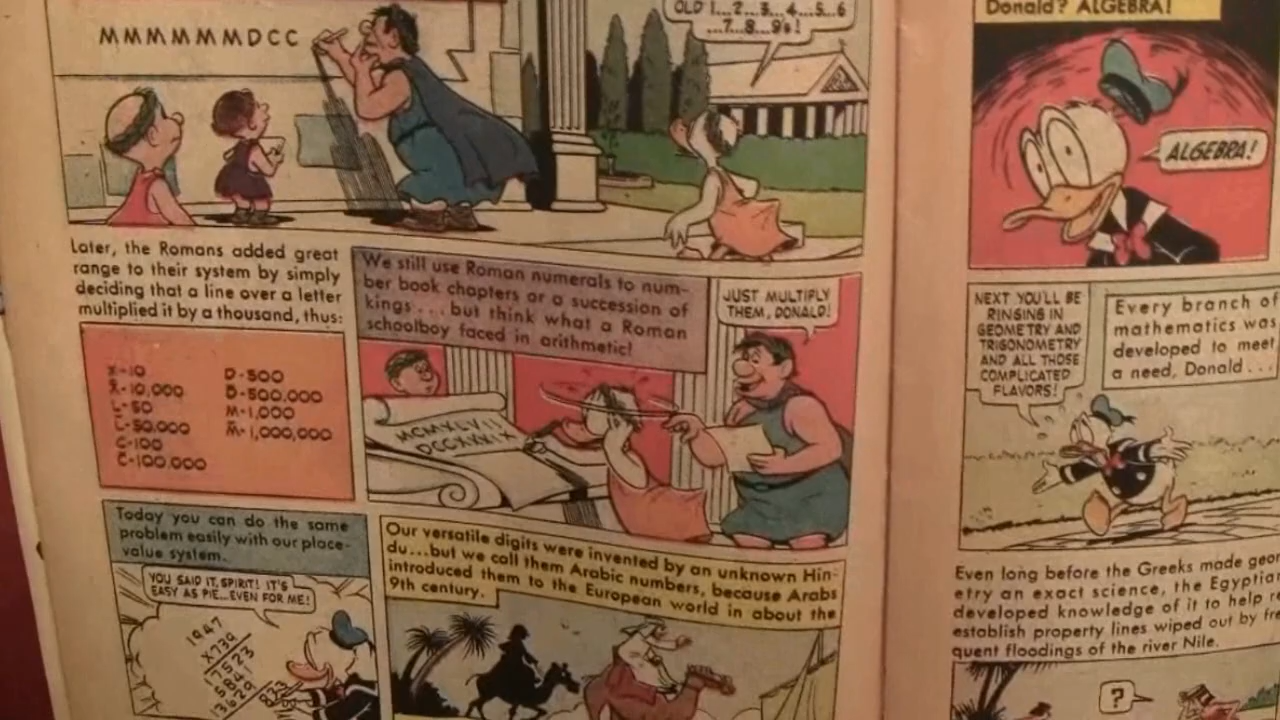 MMMMMMDCC
OLD 1...2...3...4...5...6
...7...8...9's!
Later, the Romans added great
range to their system by simply
deciding that a line over a letter
multiplied it by a thousand, thus:
X-10
X̄-10,000
L-50
L̄-50,000
C-100
C̄-100,000
D-500
D̄-500,000
M-1,000
M̄-1,000,000
We still use Roman numerals to num-
ber book chapters or a succession of
kings...but think what a Roman
schoolboy faced in arithmetic!
JUST MULTIPLY
THEM, DONALD!
MCMXLVII
DCCXXXIX
Today you can do the same
problem easily with our place-
value system.
YOU SAID IT, SPIRIT! IT'S
EASY AS PIE...EVEN FOR ME!
1947
X739
17523
584
13629
Our versatile digits were invented by an unknown Hin-
du...but we call them Arabic numbers, because Arabs
introduced them to the European world in about the
9th century.
Donald? ALGEBRA!
ALGEBRA!
NEXT YOU'LL BE
RINGING IN
GEOMETRY AND
TRIGONOMETRY
AND ALL THOSE
COMPLICATED
FLAVORS!
Every branch of
mathematics was
developed to meet
a need, Donald...
Even long before the Greeks made geom
etry an exact science, the Egyptian
developed knowledge of it to help
establish property lines wiped out by fre
quent floodings of the river Nile.
?